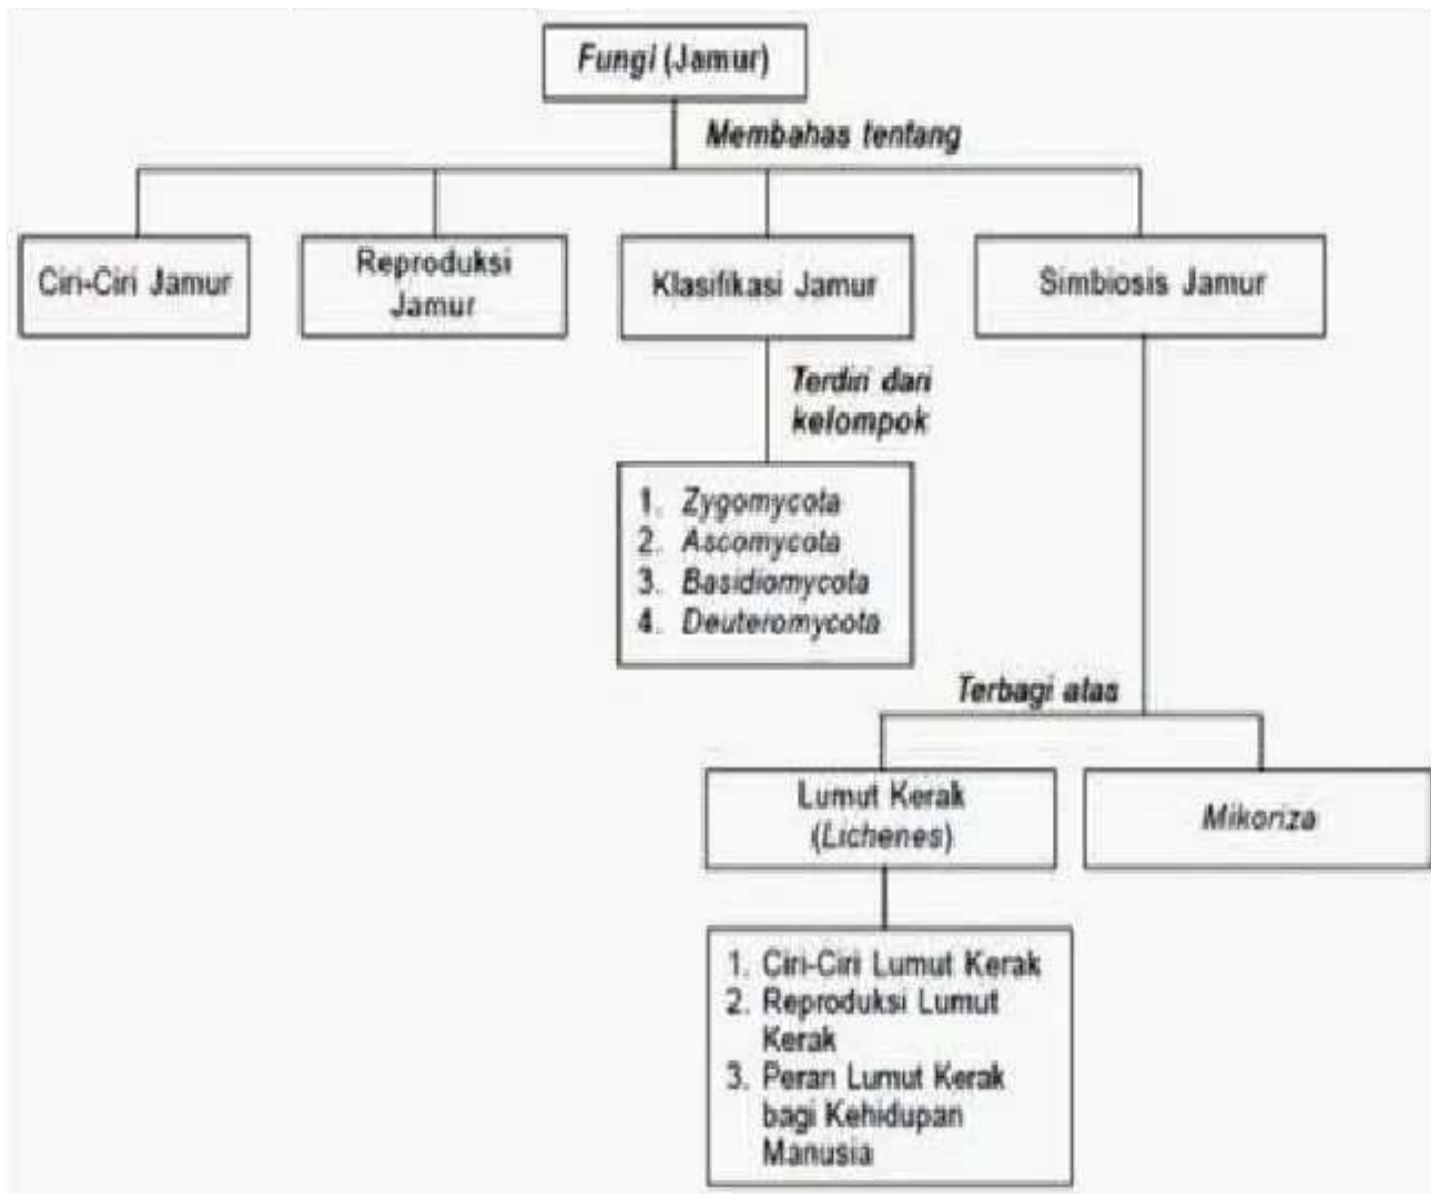 Fungi (Jamur)
Membahas tentang
Ciri-Ciri Jamur
Reproduksi
Jamur
Klasifikasi Jamur
Simbiosis Jamur
Terdiri dari
kelompok
1. Zygomycota
2. Ascomycota
3. Basidiomycota
4. Deuteromycota
Terbagi atas
Lumut Kerak
(Lichenes)
Mikoriza
1. Ciri-Ciri Lumut Kerak
2. Reproduksi Lumut
Kerak
3. Peran Lumut Kerak
bagi Kehidupan
Manusia